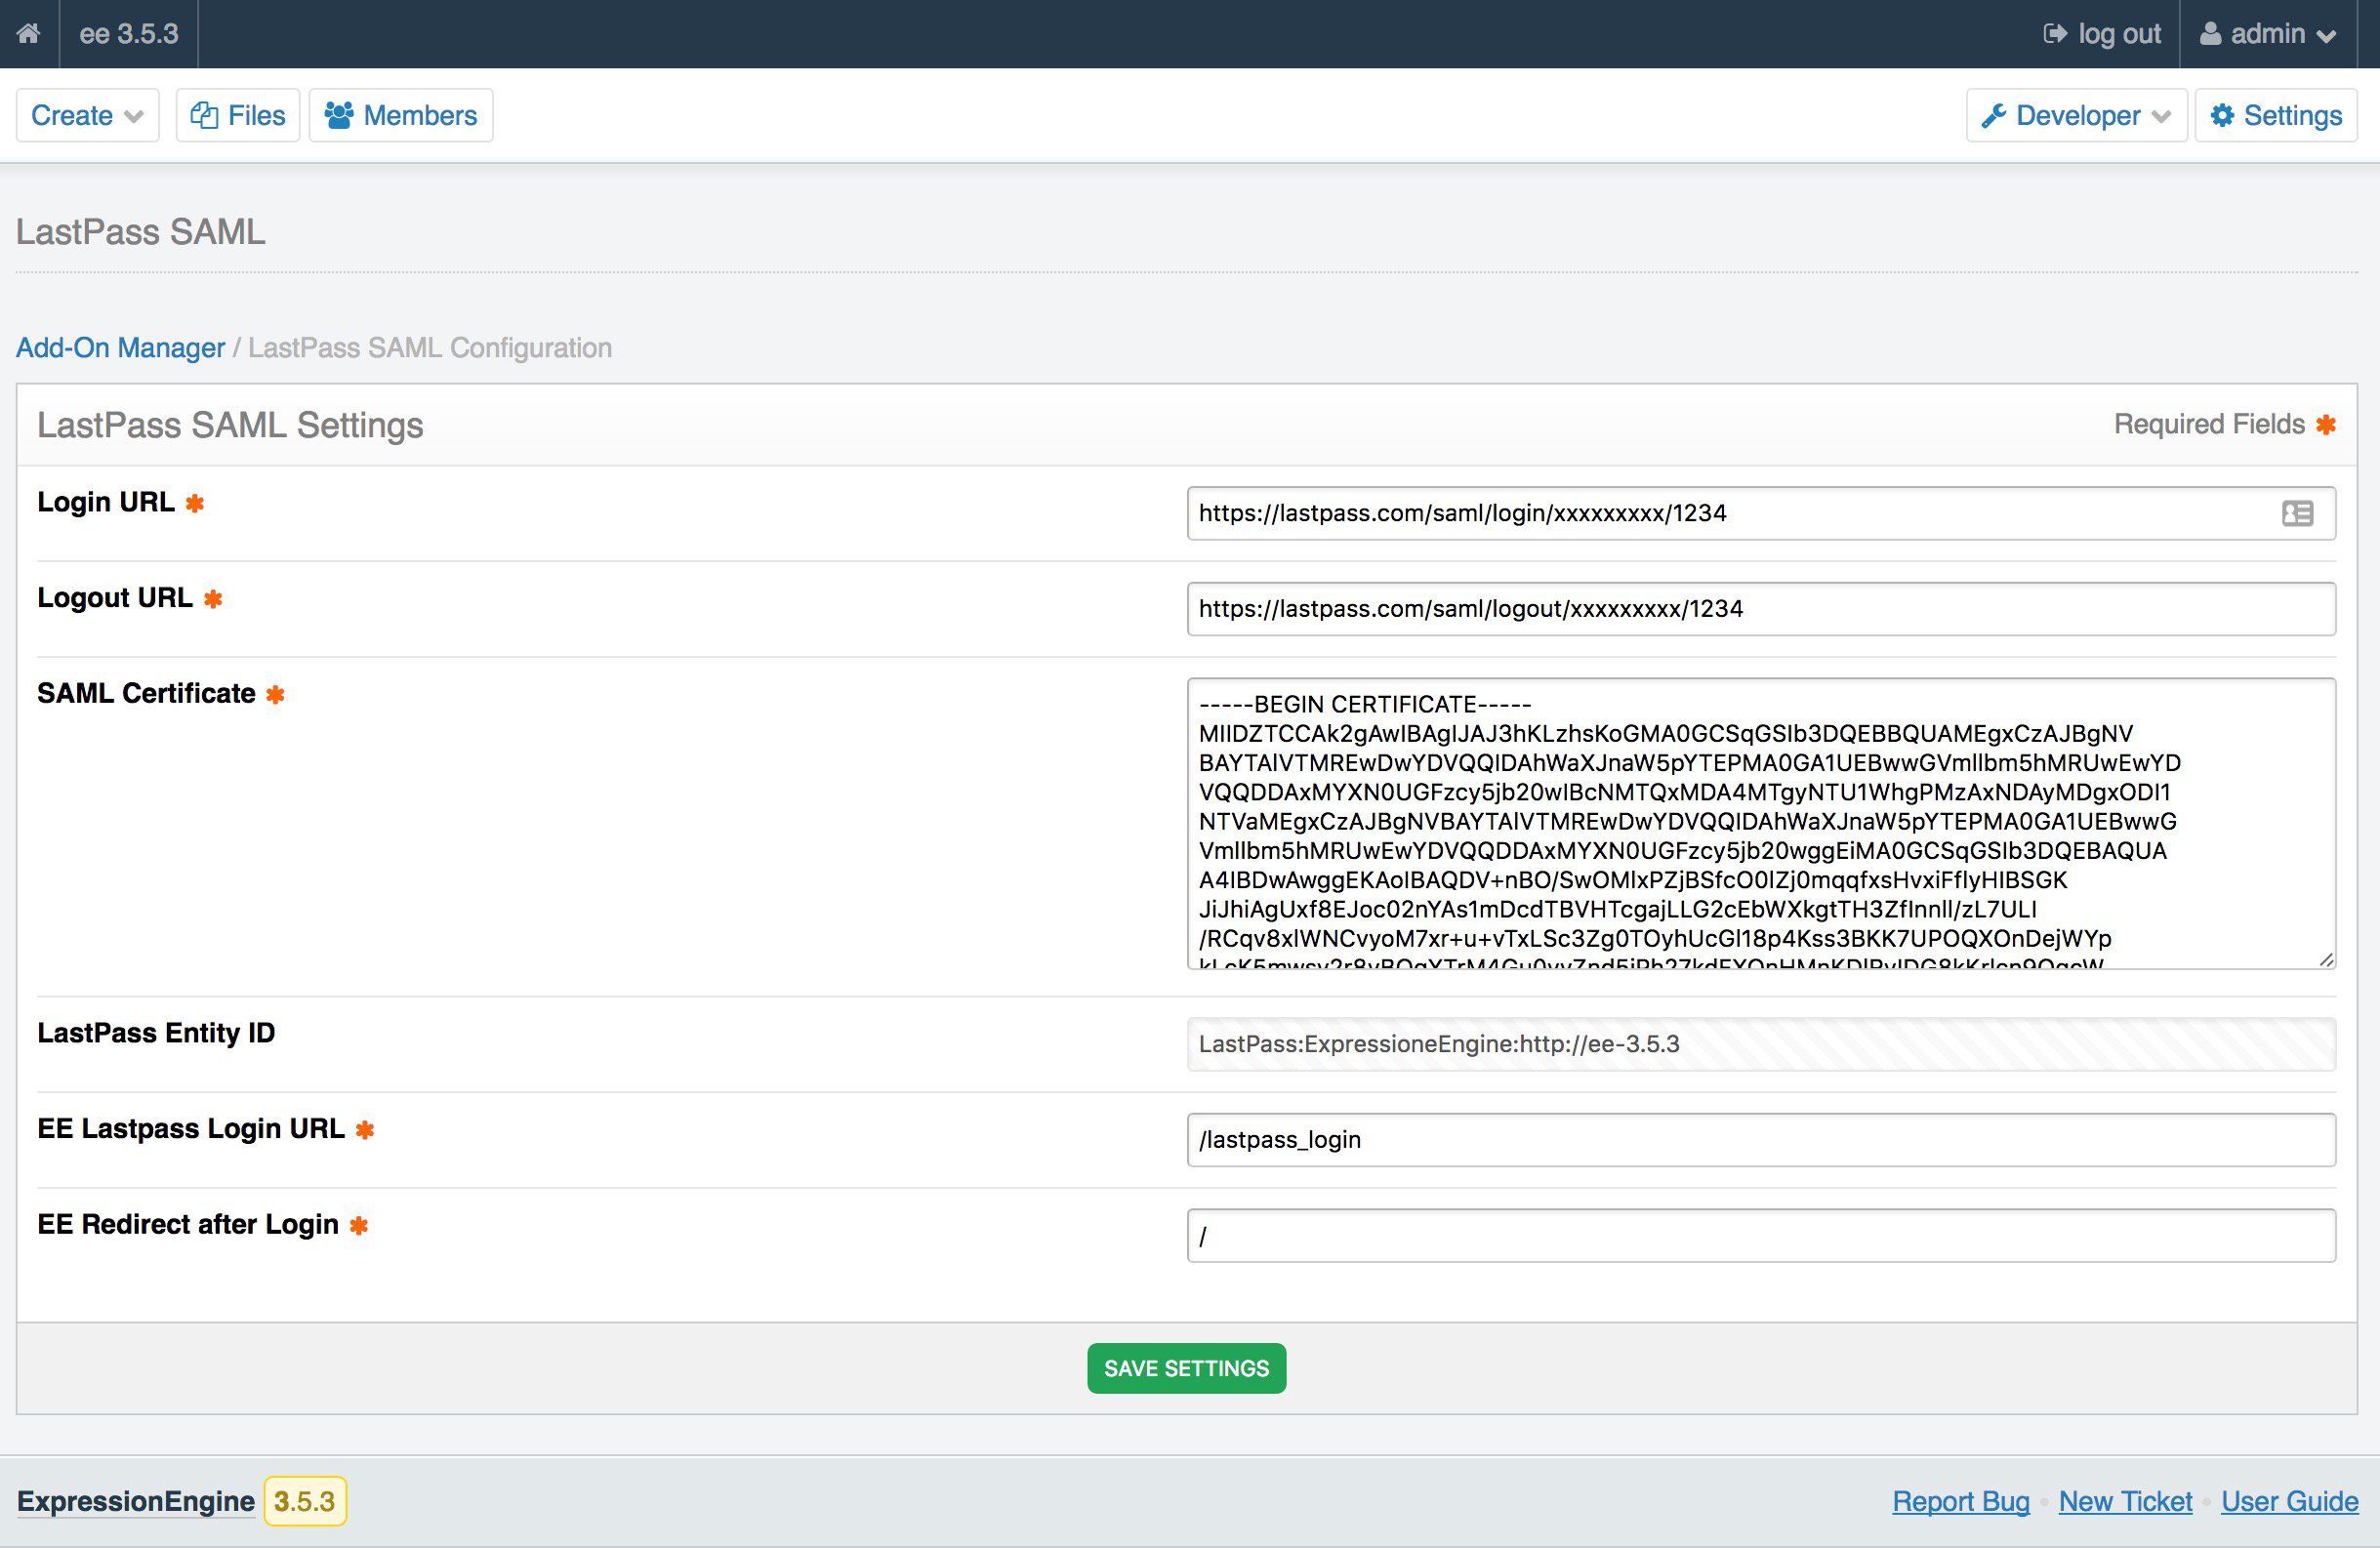 ee 3.5.3
log out
admin
Create
Files
Members
Developer
Settings
LastPass SAML
Add-On Manager / LastPass SAML Configuration
LastPass SAML Settings
Required Fields *
Login URL *
https://lastpass.com/saml/login/xxxxxxxxx/1234
Logout URL *
https://lastpass.com/saml/logout/xxxxxxxxx/1234
SAML Certificate *
-----BEGIN CERTIFICATE-----
MIIDZTCCAk2gAwIBAgIJAJ3hKLzhsKoGMA0GCSqGSIb3DQEBBQUAMEgxCzAJBgNV
BAYTAlVTMREwDwYDVQQIDAhWaXJnaW5pYTEPMA0GA1UEBwwGVmllbm5hMRUwEwYD
VQQDDAxMYXN0UGFzcy5jb20wIBcNMTQxMDA4MTgyNTU1WhgPMzAxNDAyMDgxODI1
NTVaMEgxCzAJBgNVBAYTAlVTMREwDwYDVQQIDAhWaXJnaW5pYTEPMA0GA1UEBwwG
Vmllbm5hMRUwEwYDVQQDDAxMYXN0UGFzcy5jb20wggEiMA0GCSqGSIb3DQEBAQUA
A4IBDwAwggEKAoIBAQDV+nBO/SwOMlxPZjBSfcO0lZj0mqqfxsHvxiFflyHIBSGK
JiJhiAgUxf8EJoc02nYAs1mDcdTBVHTcgajLLG2cEbWXkgtTH3ZfInnll/zL7ULI
/RCqv8xlWNCvyoM7xr+u+vTxLSc3Zg0TOyhUcGl18p4Kss3BKK7UPOQXOnDejWYp
LastPass Entity ID
LastPass:ExpressioneEngine:http://ee-3.5.3
EE Lastpass Login URL *
/lastpass_login
EE Redirect after Login *
/
SAVE SETTINGS
ExpressionEngine 3.5.3
Report Bug • New Ticket • User Guide